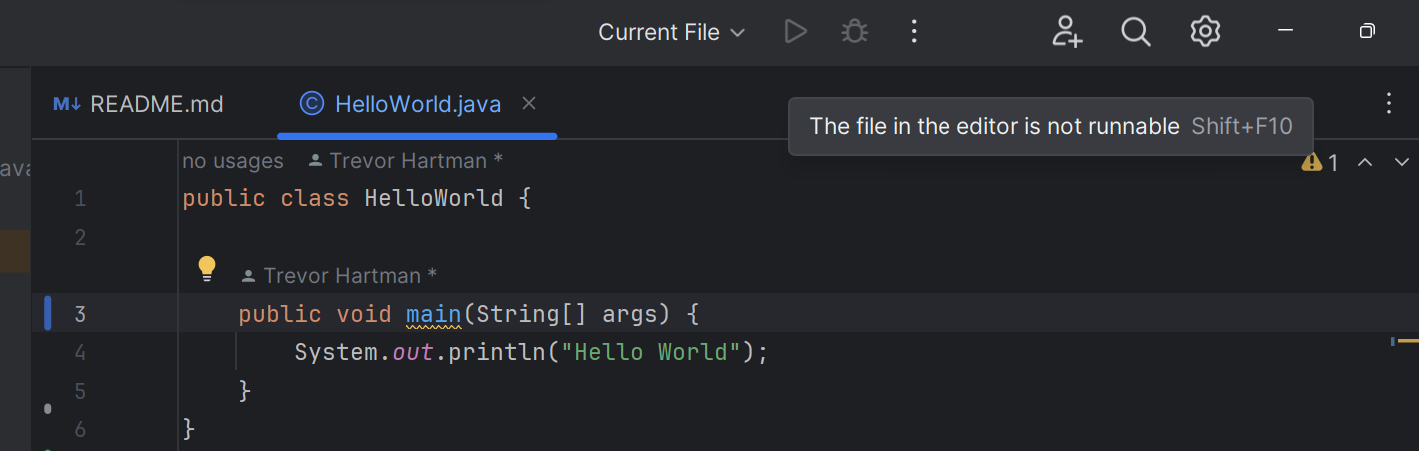 Current File
M↓ README.md
HelloWorld.java
The file in the editor is not runnable Shift+F10
no usages Trevor Hartman *
1
1 public class HelloWorld {
2
Trevor Hartman *
3 public void main(String[] args) {
4 System.out.println("Hello World");
5 }
6 }